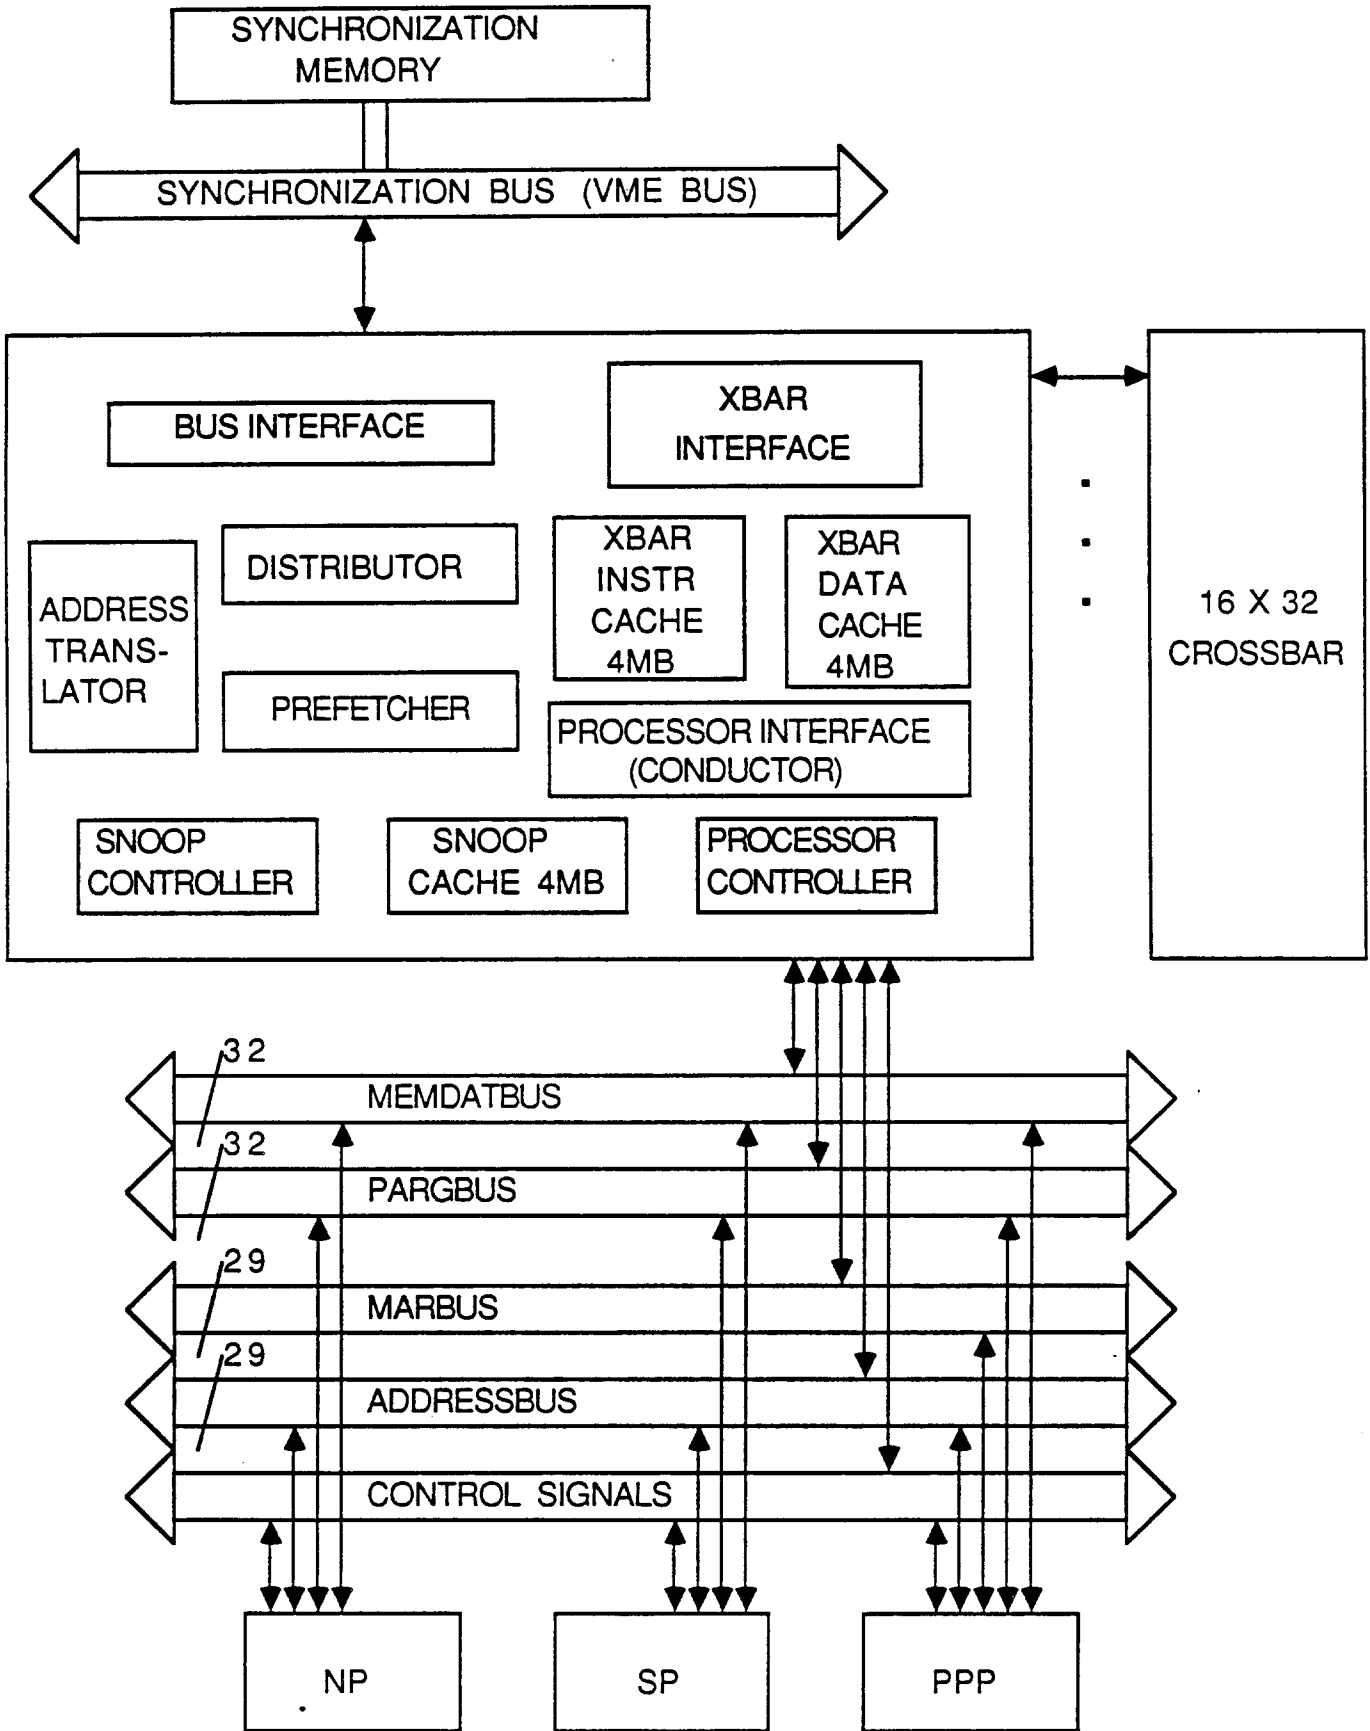 SYNCHRONIZATION
MEMORY
SYNCHRONIZATION BUS (VME BUS)
BUS INTERFACE
XBAR
INTERFACE
ADDRESS
TRANS-
LATOR
DISTRIBUTOR
PREFETCHER
XBAR
INSTR
CACHE
4MB
XBAR
DATA
CACHE
4MB
PROCESSOR INTERFACE
(CONDUCTOR)
SNOOP
CONTROLLER
SNOOP
CACHE 4MB
PROCESSOR
CONTROLLER
16 X 32
CROSSBAR
32
MEMDATBUS
32
PARGBUS
29
MARBUS
29
ADDRESSBUS
CONTROL SIGNALS
NP
SP
PPP